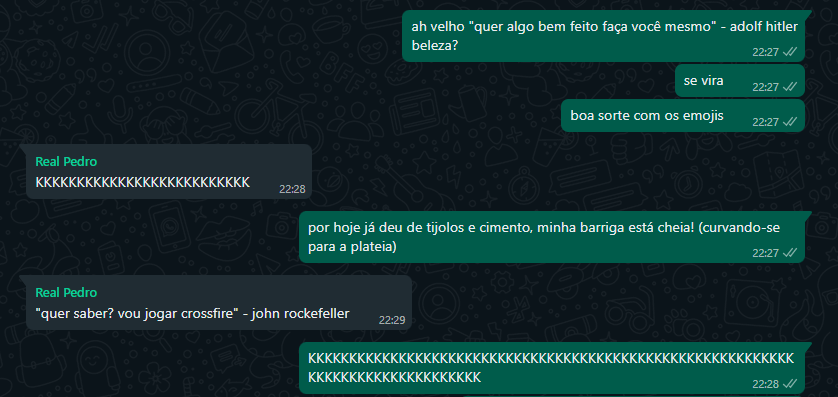 ah velho "quer algo bem feito faça você mesmo" - adolf hitler
beleza?
22:27
se vira
22:27
boa sorte com os emojis
22:27
Real Pedro
KKKKKKKKKKKKKKKKKKKKKKKKKK
22:28
por hoje já deu de tijolos e cimento, minha barriga está cheia! (curvando-se
para a plateia)
22:27
Real Pedro
"quer saber? vou jogar crossfire" - john rockefeller
22:29
KKKKKKKKKKKKKKKKKKKKKKKKKKKKKKKKKKKKKKKKKKKKKKKKKKKKKKKKKKK
KKKKKKKKKKKKKKKKKKKKK
22:28